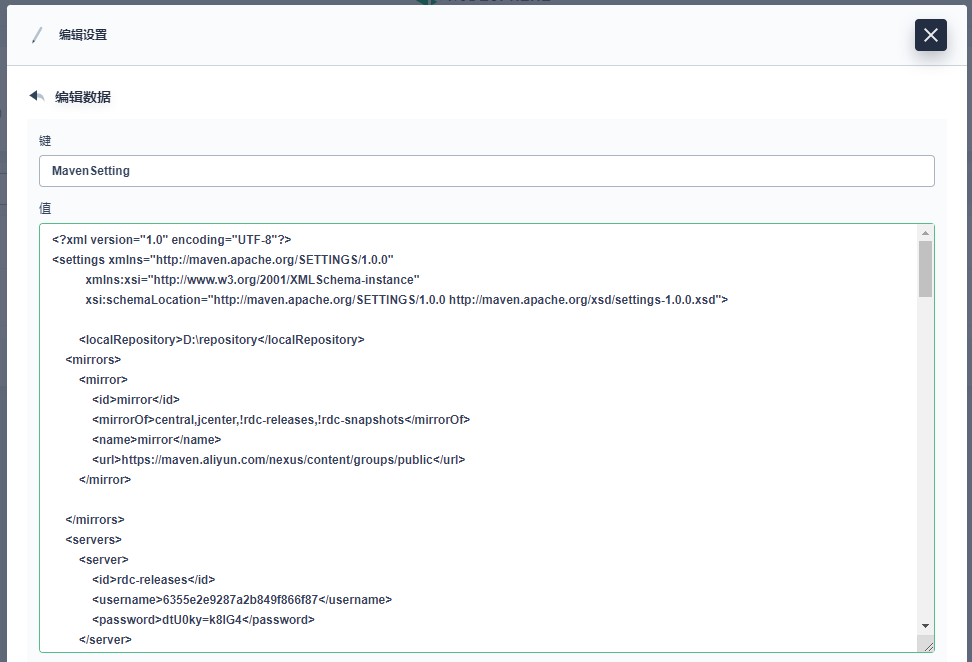 编辑设置
编辑数据
键
MavenSetting
值
<?xml version="1.0" encoding="UTF-8"?>
<settings xmlns="http://maven.apache.org/SETTINGS/1.0.0"
xmlns:xsi="http://www.w3.org/2001/XMLSchema-instance"
xsi:schemaLocation="http://maven.apache.org/SETTINGS/1.0.0 http://maven.apache.org/xsd/settings-1.0.0.xsd">
<localRepository>D:\repository</localRepository>
<mirrors>
<mirror>
<id>mirror</id>
<mirrorOf>central,jcenter,!rdc-releases,!rdc-snapshots</mirrorOf>
<name>mirror</name>
<url>https://maven.aliyun.com/nexus/content/groups/public</url>
</mirror>
</mirrors>
<servers>
<server>
<id>rdc-releases</id>
<username>6355e2e9287a2b849f866f87</username>
<password>dtU0ky=k8lG4</password>
</server>